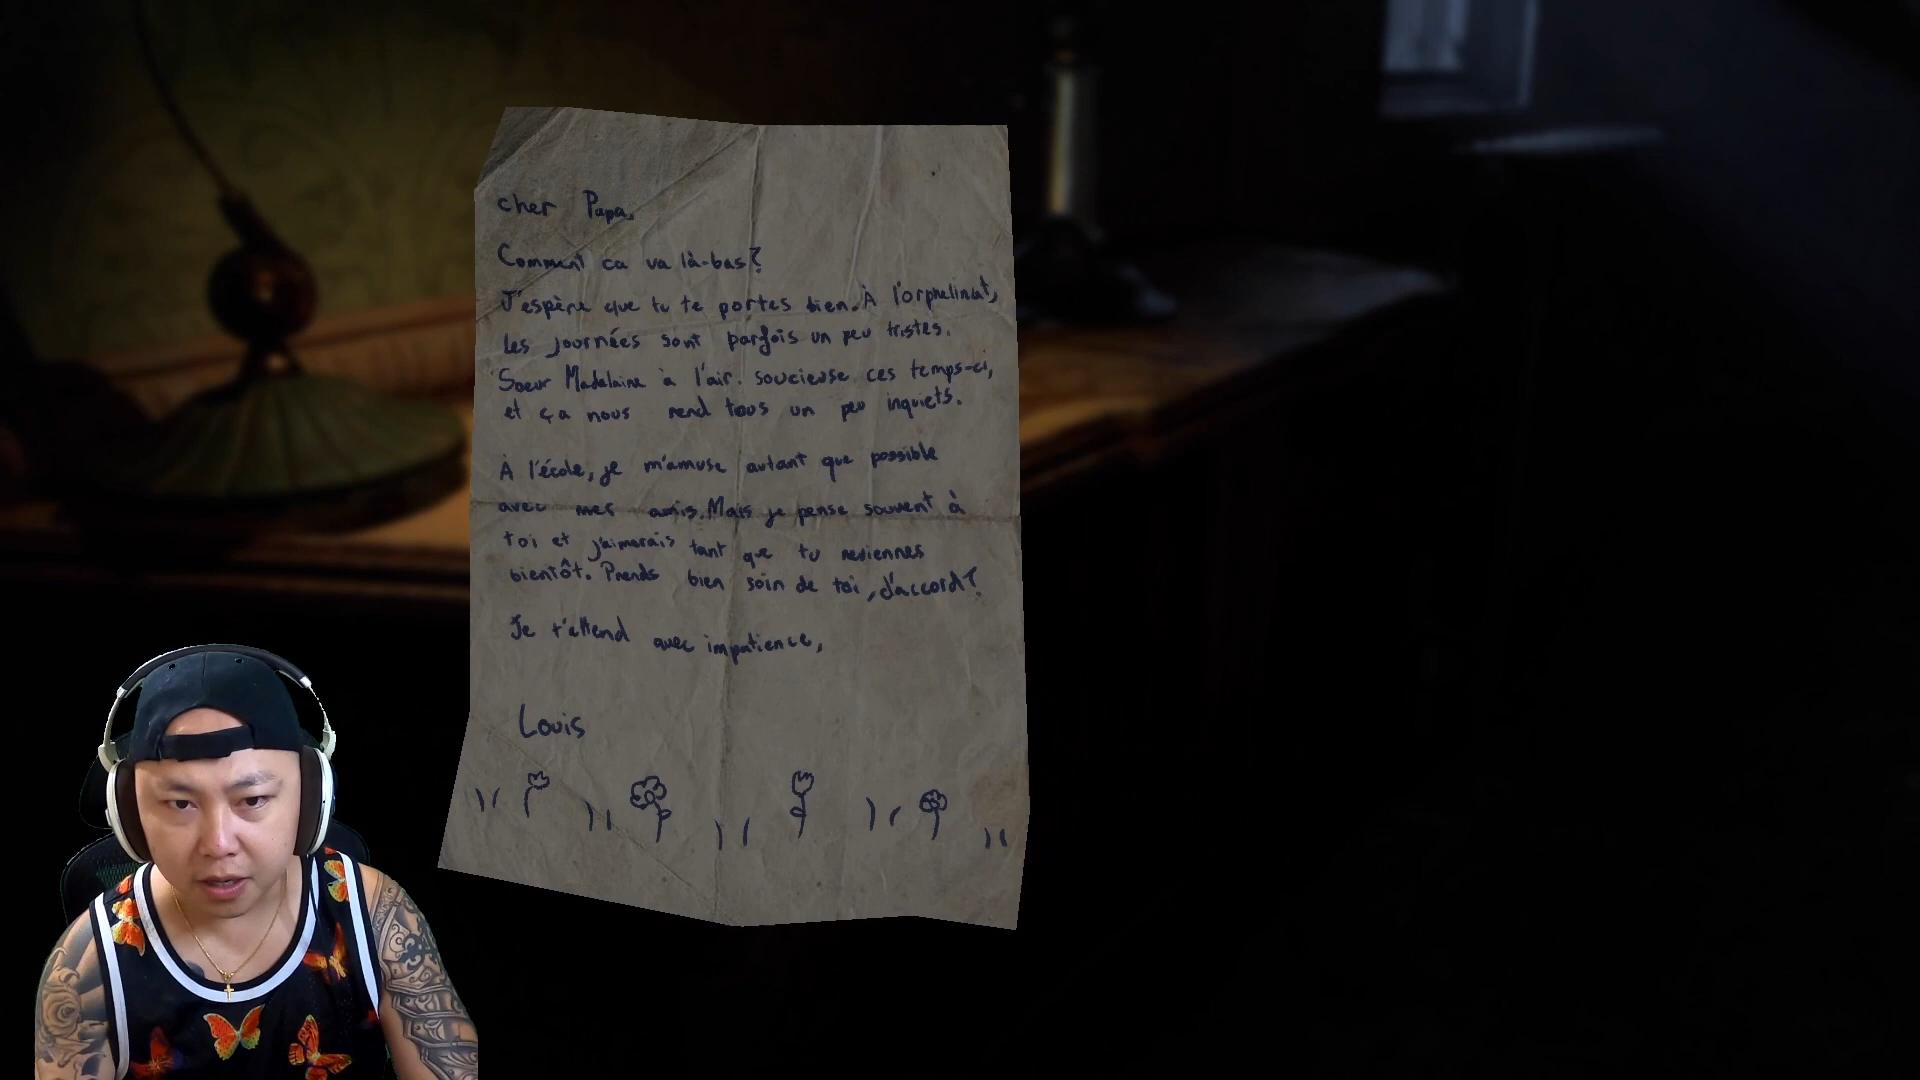 cher Papa,
Comment ca va là-bas?
J'espère que tu te portes bien. À l'orphelinat,
les journées sont parfois un peu tristes.
Soeur Madelaine à l'air soucieuse ces temps-ci,
et ça nous rend tous un peu inquiets.
À l'école, je m'amuse autant que possible
avec mes amis. Mais je pense souvent à
toi et j'aimerais tant que tu reviennes
bientôt. Prends bien soin de toi, d'accord?
Je t'attend avec impatience,
Louis